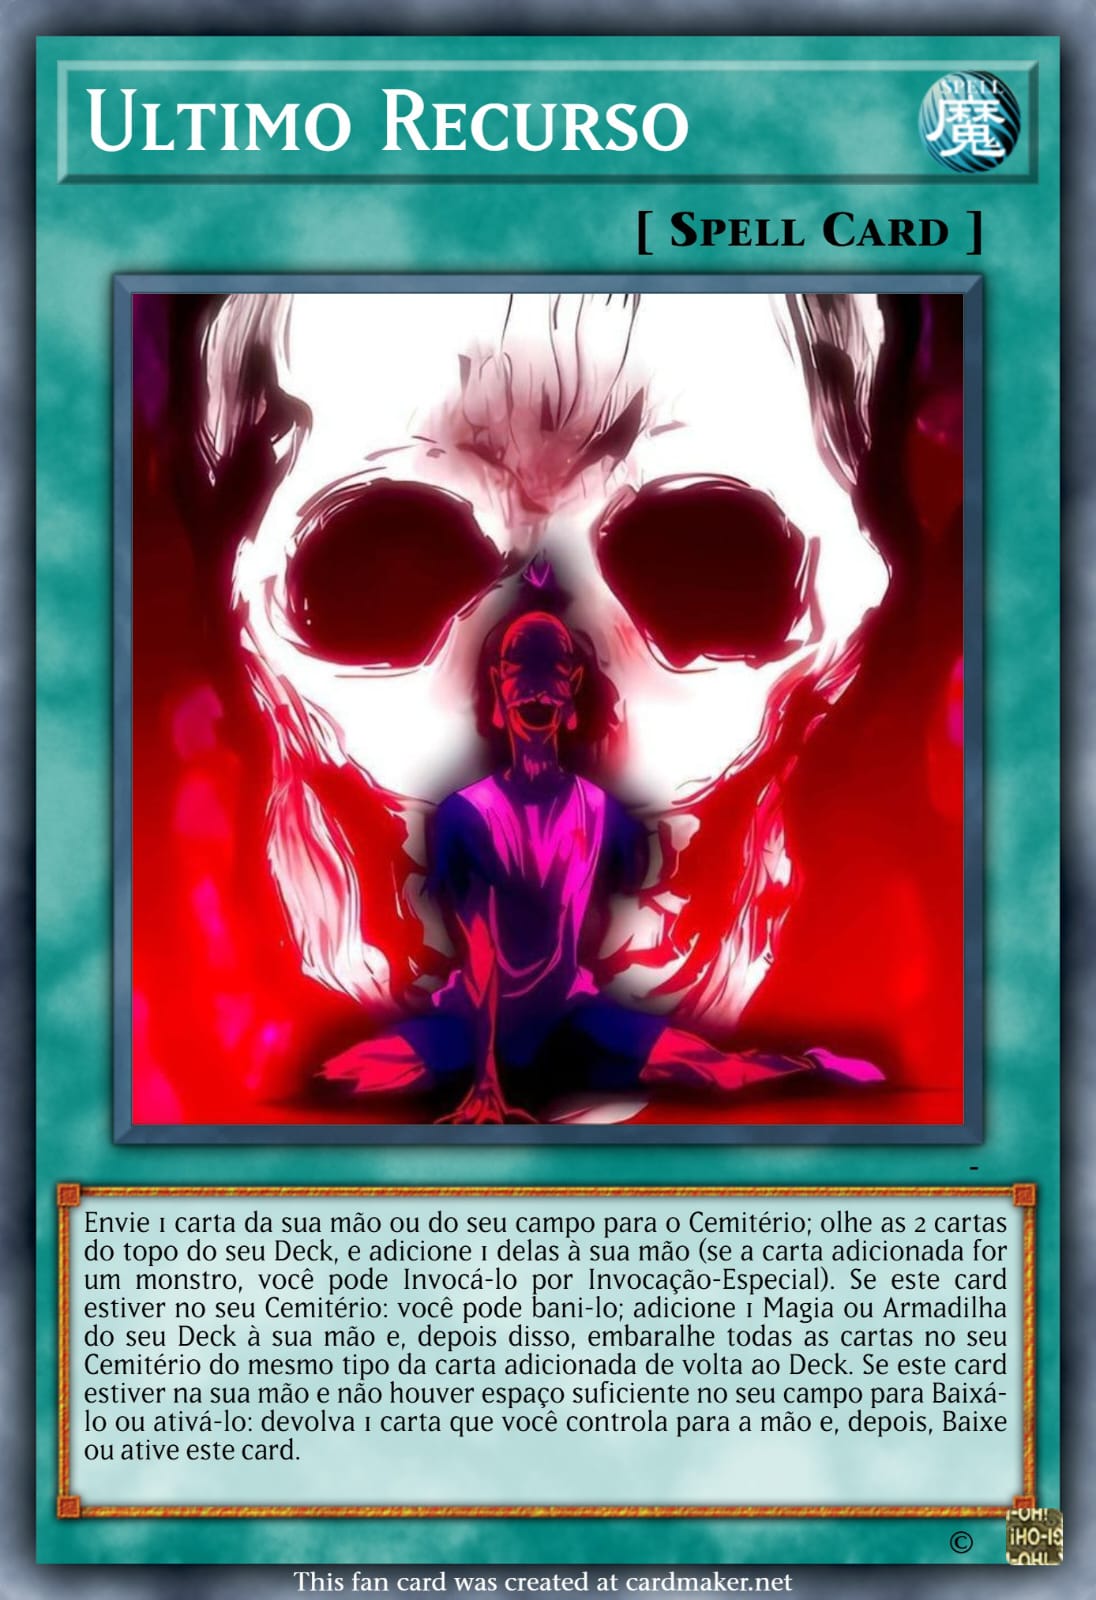 Ultimo Recurso
SPELL
魔
[ Spell Card ]
-
Envie 1 carta da sua mão ou do seu campo para o Cemitério; olhe as 2 cartas
do topo do seu Deck, e adicione 1 delas à sua mão (se a carta adicionada for
um monstro, você pode Invocá-lo por Invocação-Especial). Se este card
estiver no seu Cemitério: você pode bani-lo; adicione 1 Magia ou Armadilha
do seu Deck à sua mão e, depois disso, embaralhe todas as cartas no seu
Cemitério do mesmo tipo da carta adicionada de volta ao Deck. Se este card
estiver na sua mão e não houver espaço suficiente no seu campo para Baixá-
lo ou ativá-lo: devolva 1 carta que você controla para a mão e, depois, Baixe
ou ative este card.
©
This fan card was created at cardmaker.net